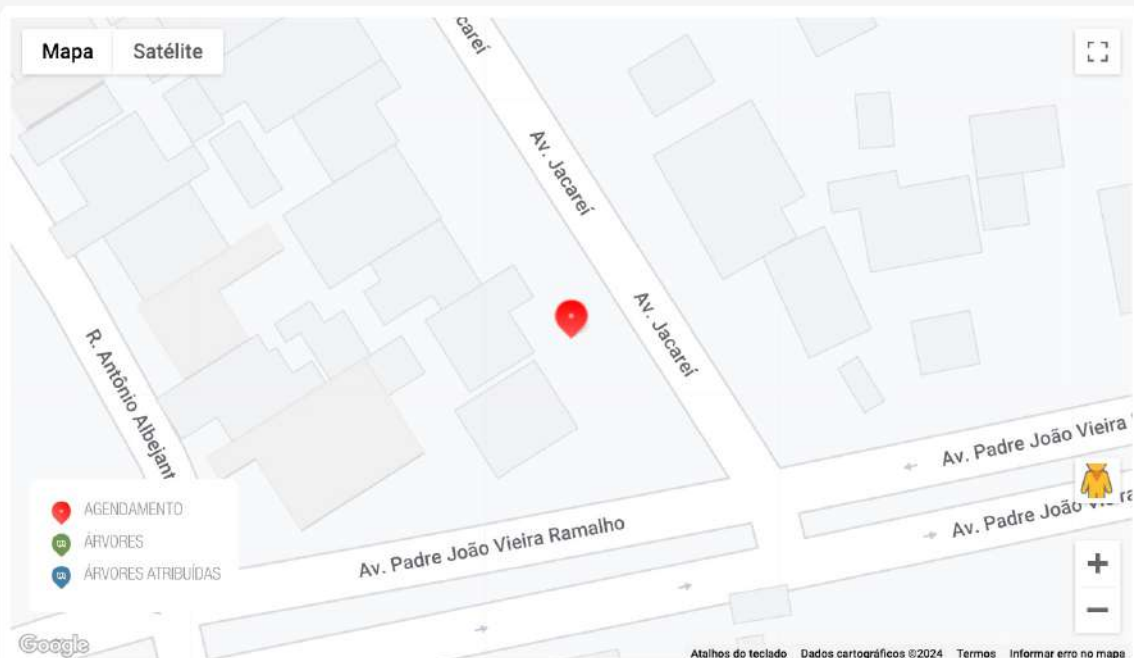 Mapa
Satélite
Av. Jacareí
Av. Jacareí
R. Antônio Albejant
Av. Padre João Vieira
Av. Padre João Vieira Ramalho
Av. Padre João
AGENDAMENTO
ÁRVORES
ÁRVORES ATRIBUÍDAS
+
−
Google
Atalhos do teclado Dados cartográficos ©2024 Termos Informar erro no mapa